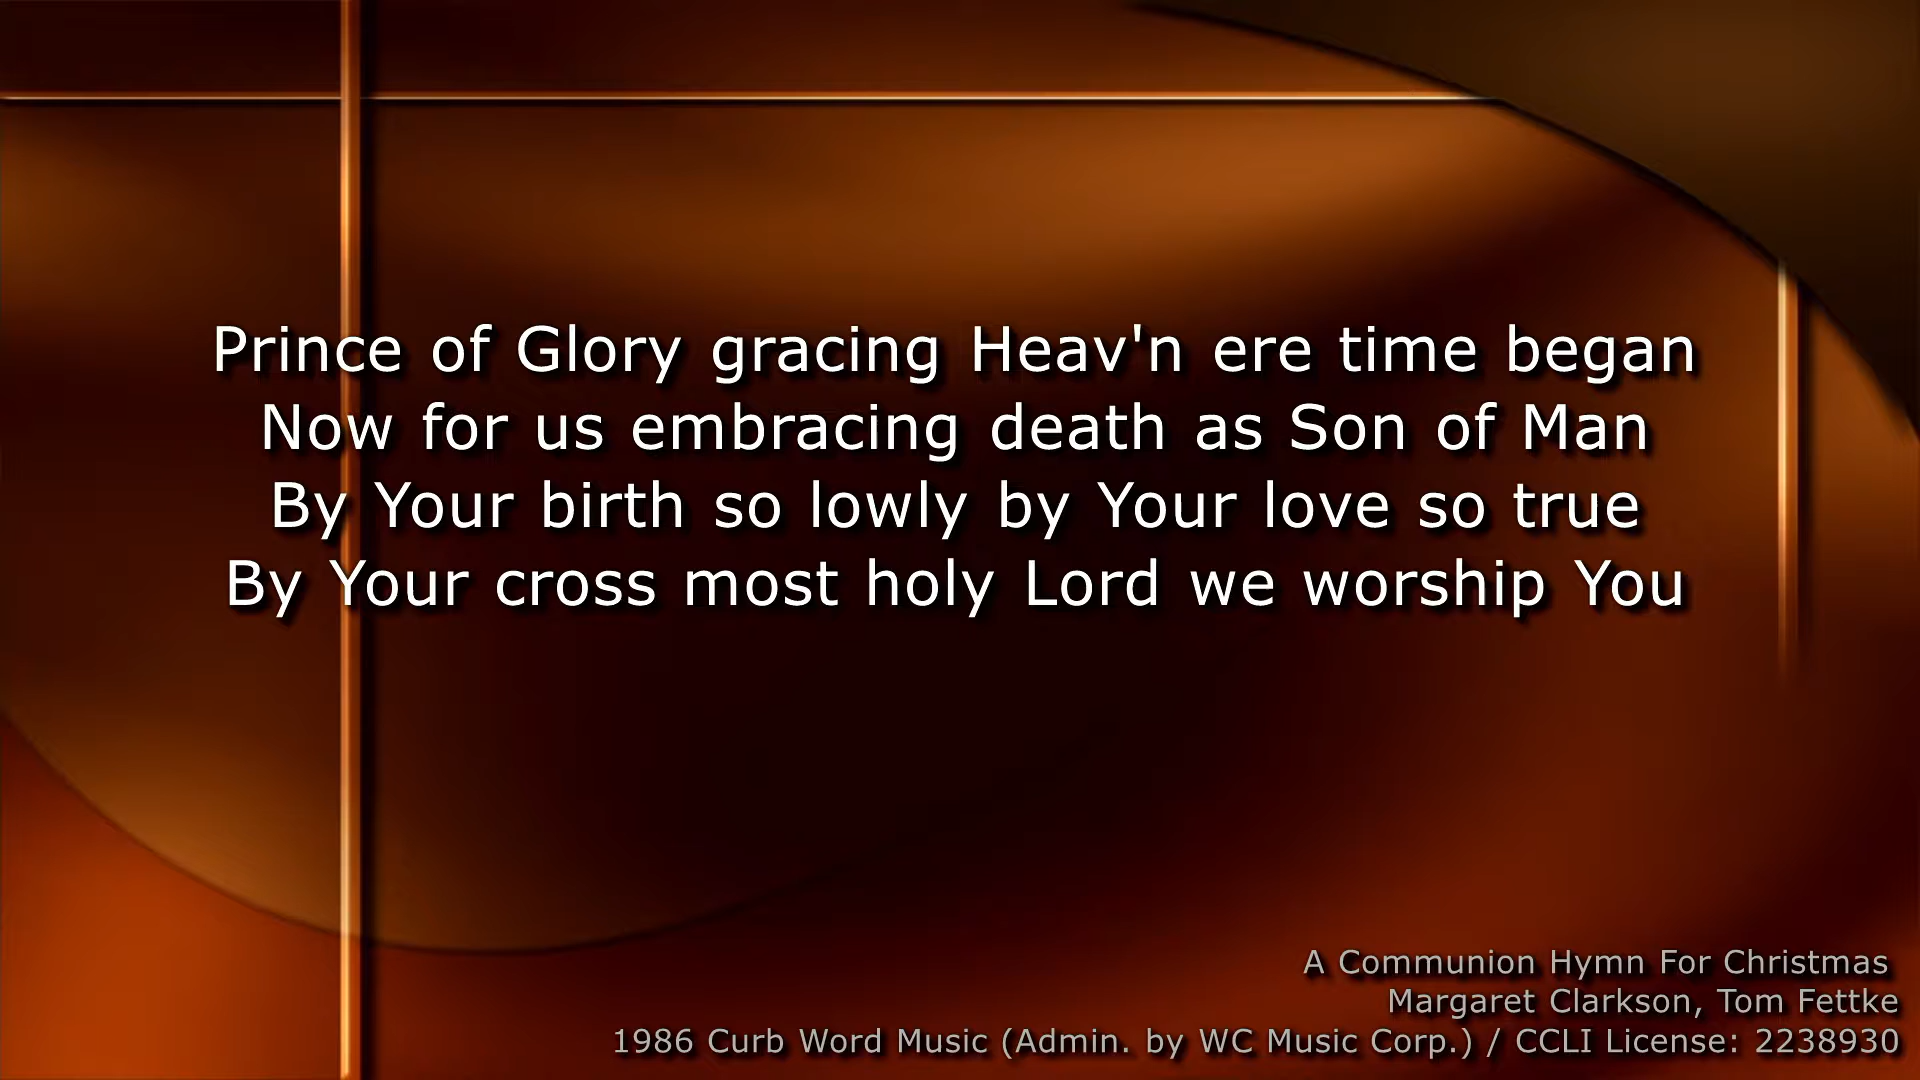 Prince of Glory gracing Heav'n ere time began
Now for us embracing death as Son of Man
By Your birth so lowly by Your love so true
By Your cross most holy Lord we worship You
A Communion Hymn For Christmas
Margaret Clarkson, Tom Fettke
1986 Curb Word Music (Admin. by WC Music Corp.) / CCLI License: 2238930